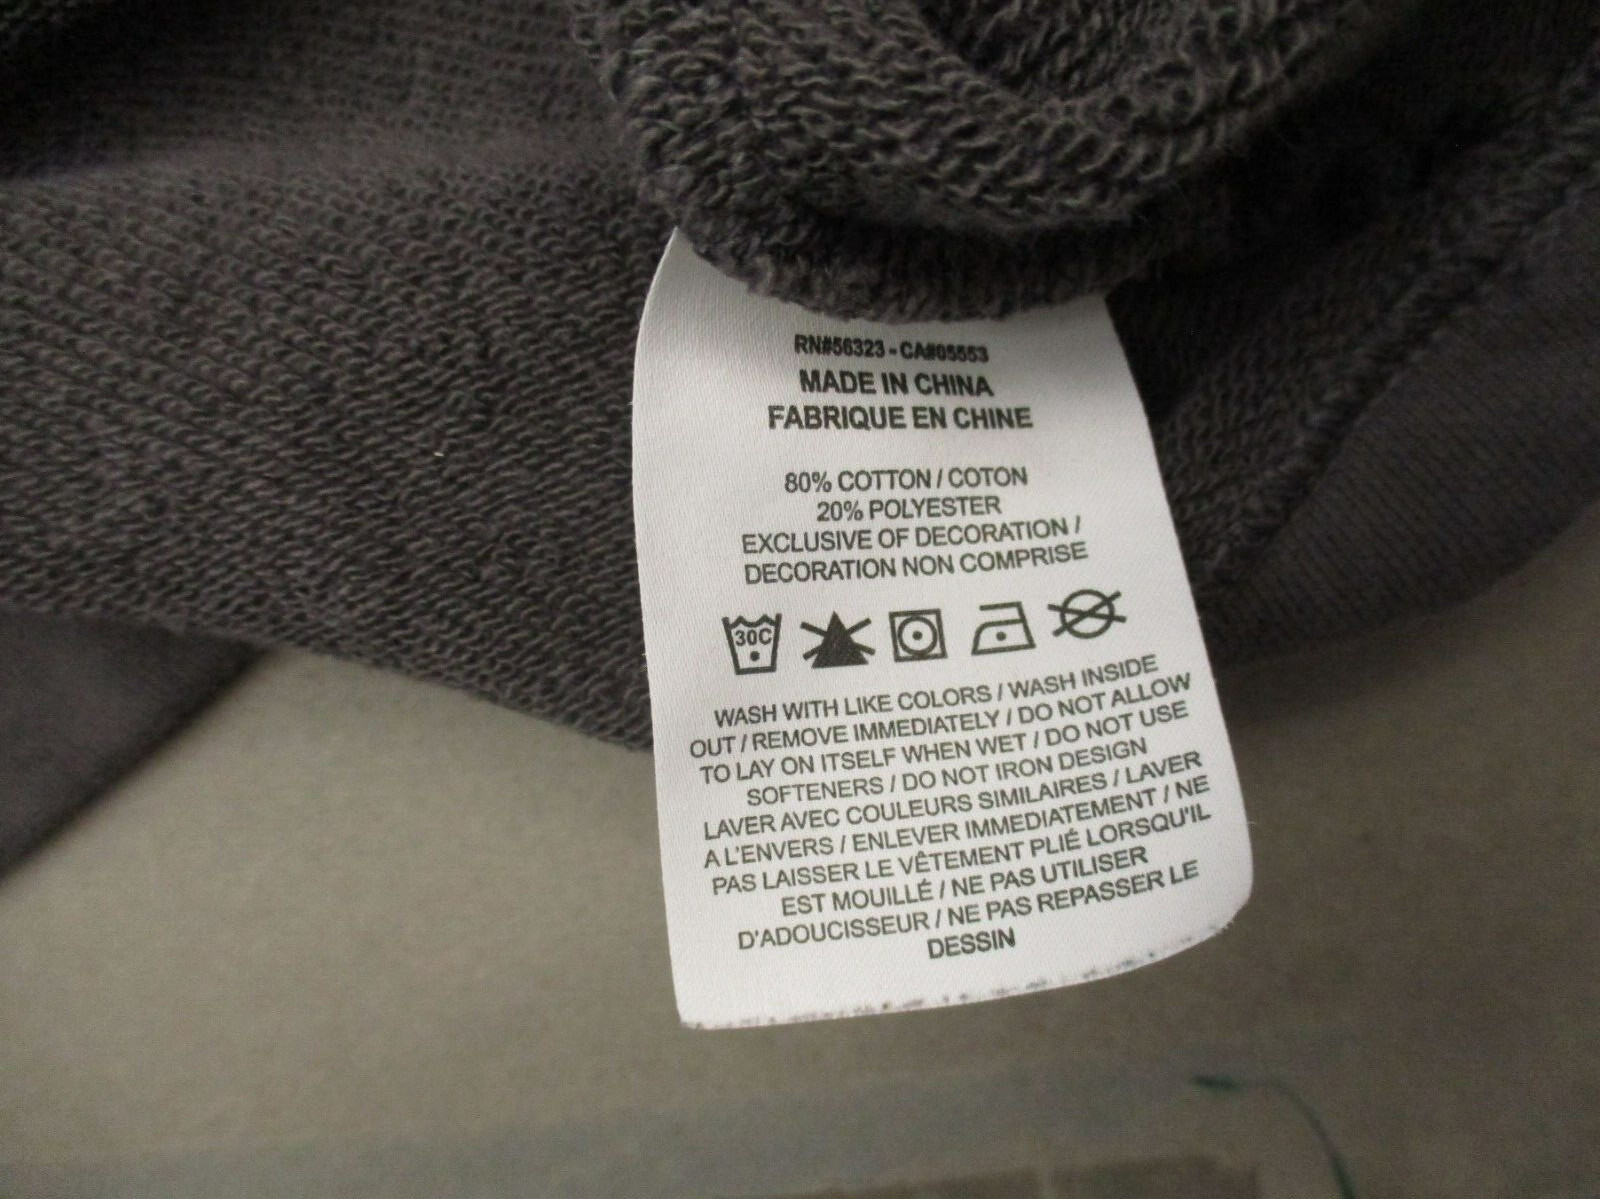 RN#56323 - CA#05553
MADE IN CHINA
FABRIQUE EN CHINE
80% COTTON / COTON
20% POLYESTER
EXCLUSIVE OF DECORATION /
DECORATION NON COMPRISE
30C
WASH WITH LIKE COLORS / WASH INSIDE
OUT / REMOVE IMMEDIATELY / DO NOT ALLOW
TO LAY ON ITSELF WHEN WET / DO NOT USE
SOFTENERS / DO NOT IRON DESIGN
LAVER AVEC COULEURS SIMILAIRES / LAVER
A L'ENVERS / ENLEVER IMMEDIATEMENT / NE
PAS LAISSER LE VÊTEMENT PLIÉ LORSQU'IL
EST MOUILLÉ / NE PAS UTILISER
D'ADOUCISSEUR / NE PAS REPASSER LE
DESSIN